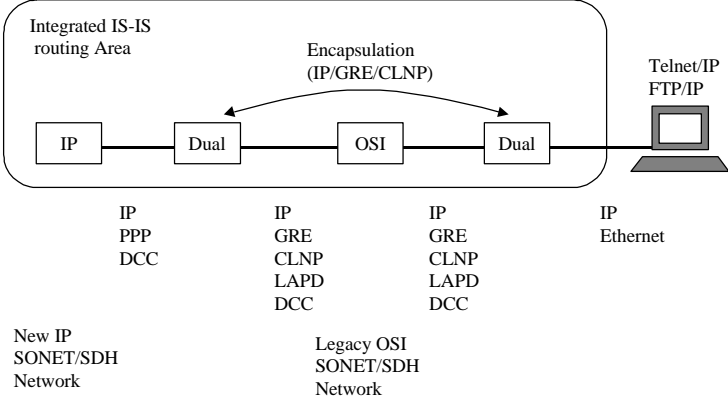 Integrated IS-IS
routing Area
Encapsulation
(IP/GRE/CLNP)
Telnet/IP
FTP/IP
IP
Dual
OSI
Dual
IP
PPP
DCC
IP
GRE
CLNP
LAPD
DCC
IP
GRE
CLNP
LAPD
DCC
IP
Ethernet
New IP
SONET/SDH
Network
Legacy OSI
SONET/SDH
Network